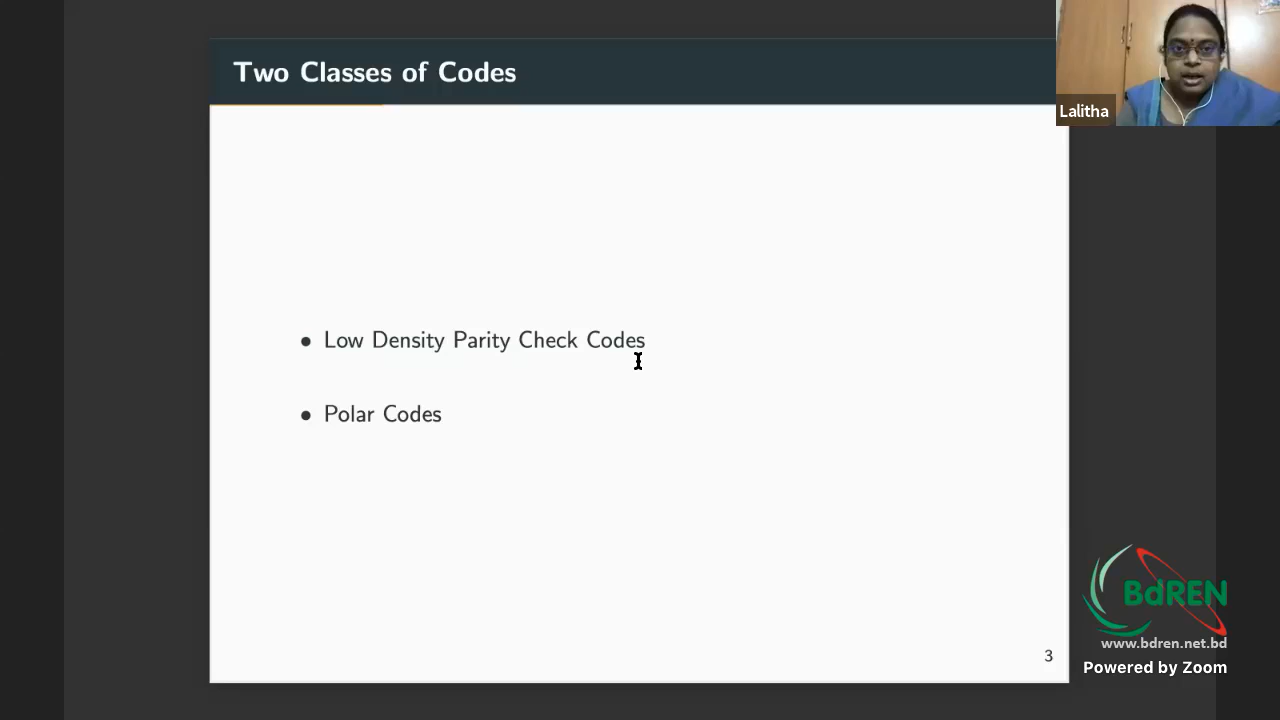 Two Classes of Codes
Lalitha
• Low Density Parity Check Codes
• Polar Codes
3
BdREN
www.bdren.net.bd
Powered by Zoom